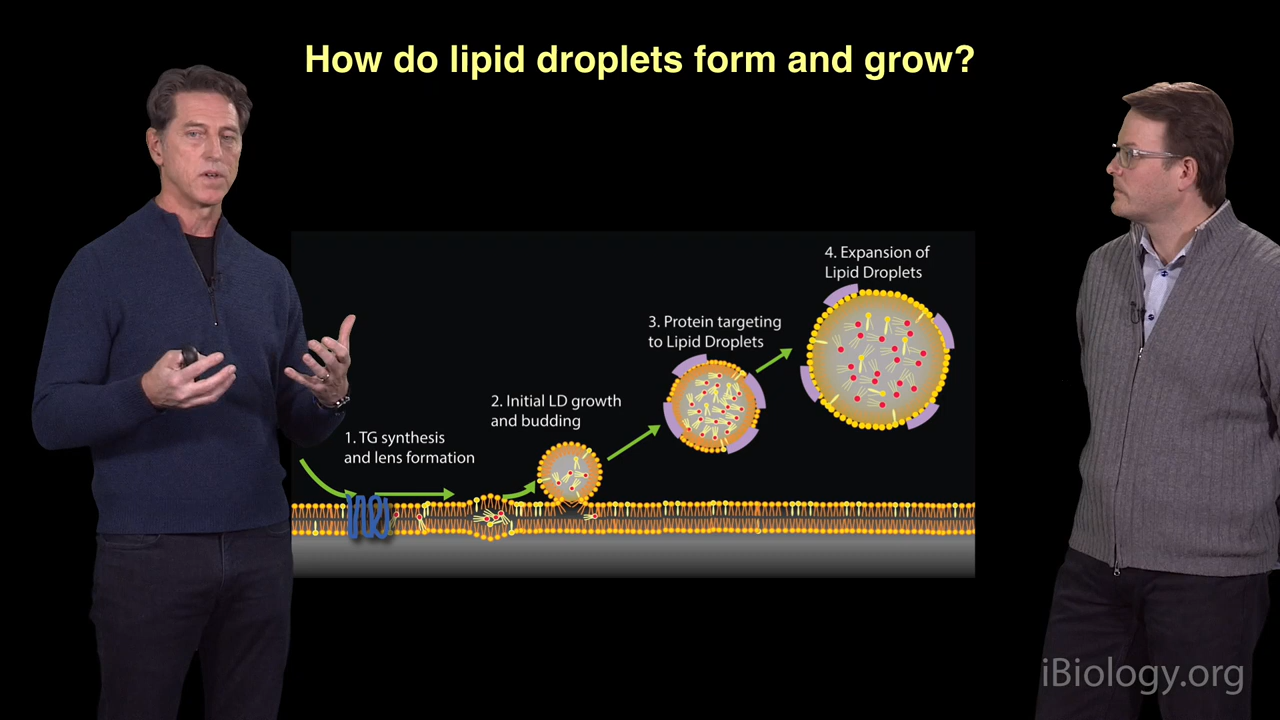 How do lipid droplets form and grow?
4. Expansion of
Lipid Droplets
3. Protein targeting
to Lipid Droplets
2. Initial LD growth
and budding
1. TG synthesis
and lens formation
iBiology.org